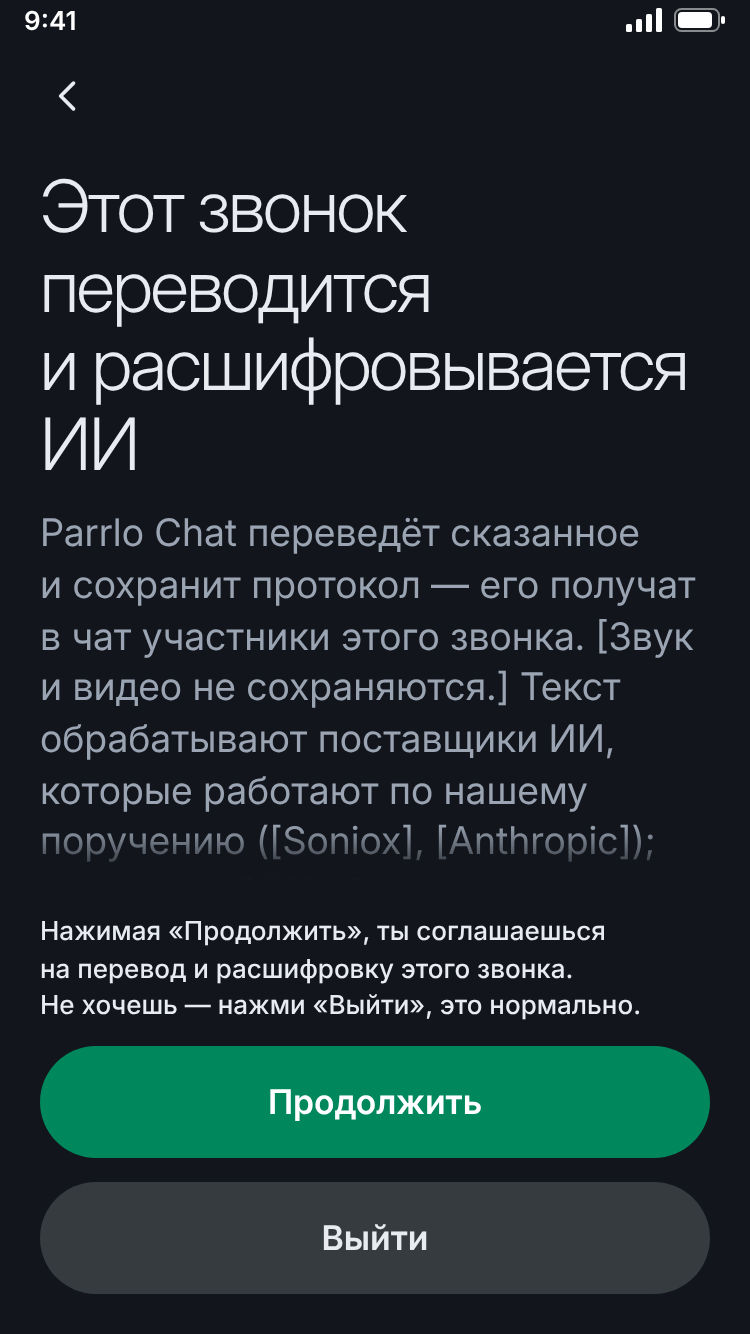 9:41
Этот звонок
переводится
и расшифровывается
ИИ
Parrlo Chat переведёт сказанное
и сохранит протокол — его получат
в чат участники этого звонка. [Звук
и видео не сохраняются.] Текст
обрабатывают поставщики ИИ,
которые работают по нашему
поручению ([Soniox], [Anthropic]);
Нажимая «Продолжить», ты соглашаешься
на перевод и расшифровку этого звонка.
Не хочешь — нажми «Выйти», это нормально.
Продолжить
Выйти